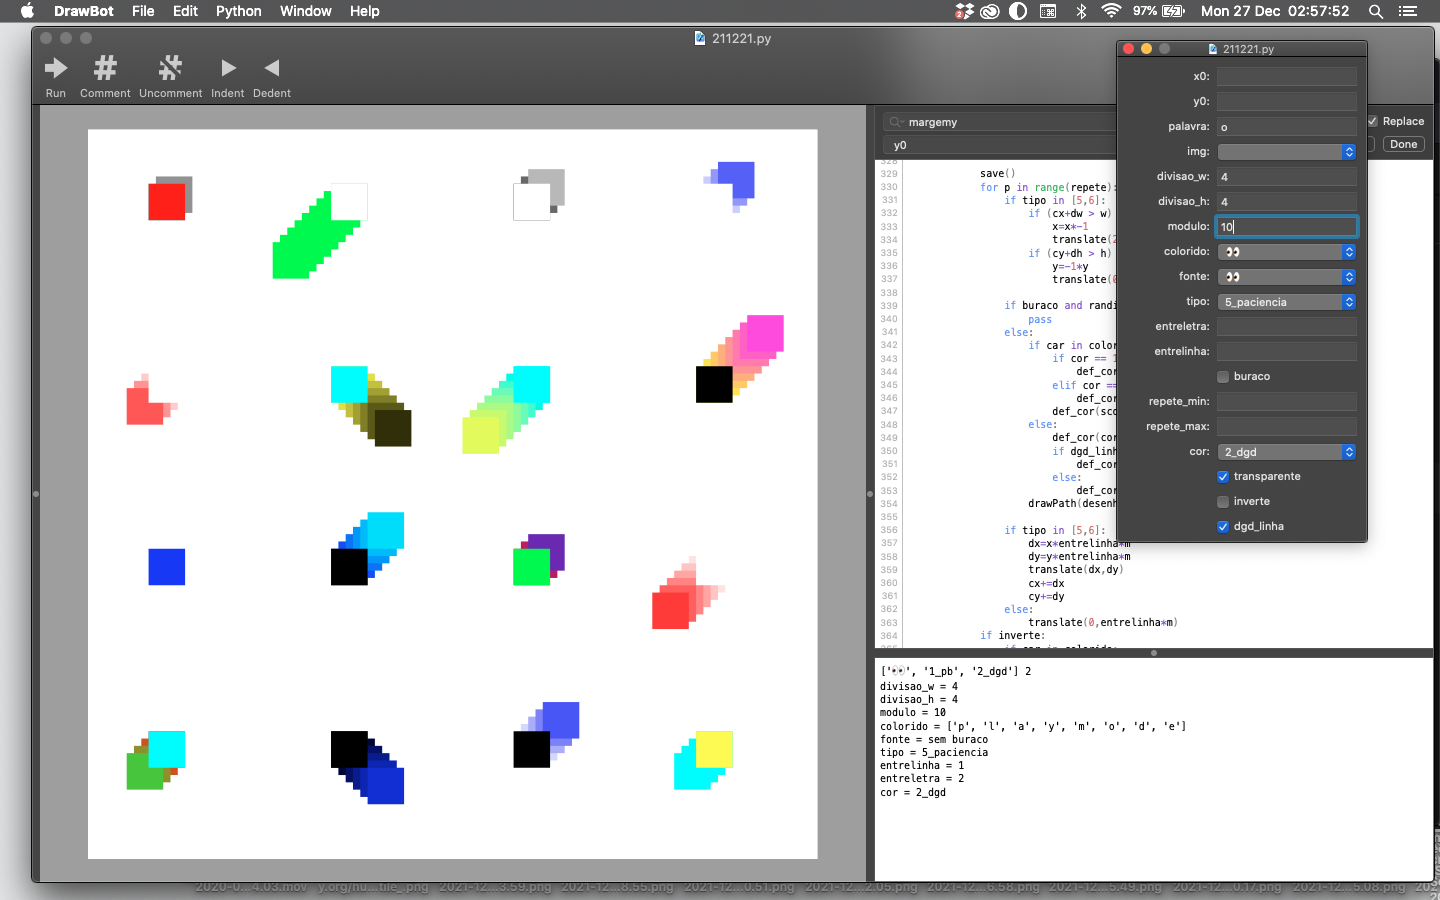 DrawBot File Edit Python Window Help
97% Mon 27 Dec 02:57:52
211221.py
Run Comment Uncomment Indent Dedent
margemy
Replace
y0
Done
329 save()
330 for p in range(repete):
331 if tipo in [5,6]:
332 if (cx+dw > w)
333 x=x*-1
334 translate(2
335 if (cy+dh > h)
336 y=-1*y
337 translate(0
338
339 if buraco and randi
340 pass
341 else:
342 if car in color
343 if cor == 1
344 def_cor
345 elif cor ==
346 def_cor
347 def_cor(sco
348 else:
349 def_cor(cor
350 if dgd_linh
351 def_cor
352 else:
353 def_cor
354 drawPath(desenh
355
356 if tipo in [5,6]:
357 dx=x*entrelinha*m
358 dy=y*entrelinha*m
359 translate(dx,dy)
360 cx+=dx
361 cy+=dy
362 else:
363 translate(0,entrelinha*m)
364 if inverte:
211221.py
x0:
y0:
palavra: o
img:
divisao_w: 4
divisao_h: 4
modulo: 10
colorido: 👀
fonte: 👀
tipo: 5_paciencia
entreletra:
entrelinha:
buraco
repete_min:
repete_max:
cor: 2_dgd
transparente
inverte
dgd_linha
['👀', '1_pb', '2_dgd'] 2
divisao_w = 4
divisao_h = 4
modulo = 10
colorido = ['p', 'l', 'a', 'y', 'm', 'o', 'd', 'e']
fonte = sem buraco
tipo = 5_paciencia
entrelinha = 1
entreletra = 2
cor = 2_dgd
2020-0...4.03.mov y.org/hu...tile_.png 2021-12...3.59.png 2021-12...8.55.png 2021-12...0.51.png 2021-12...2.05.png 2021-12...6.58.png 2021-12...5.49.png 2021-12...0.17.png 2021-12...5.08.png